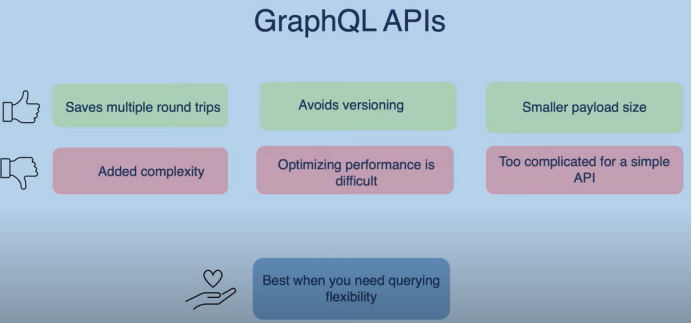 GraphQL APIs
Saves multiple round trips
Avoids versioning
Smaller payload size
Added complexity
Optimizing performance is
difficult
Too complicated for a simple
API
Best when you need querying
flexibility